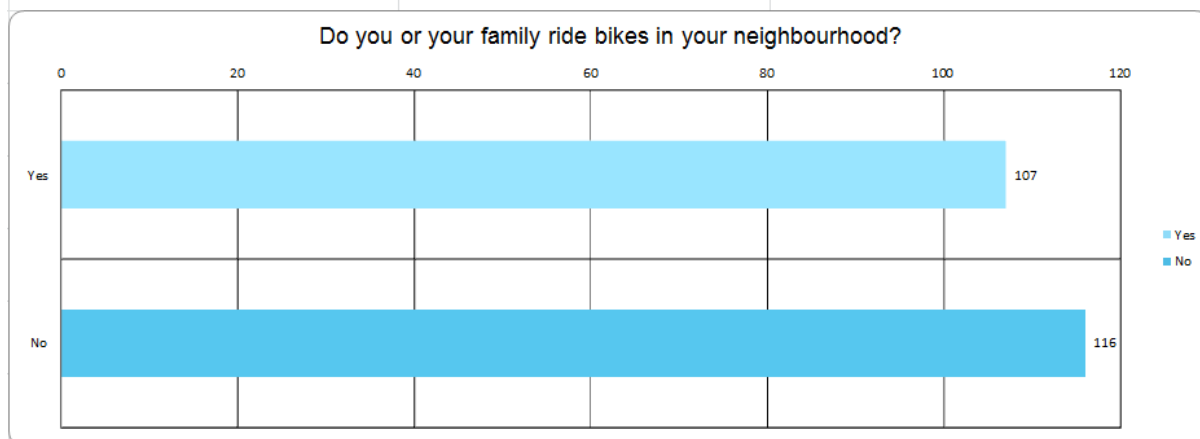 Do you or your family ride bikes in your neighbourhood?
0 20 40 60 80 100 120
Yes 107
Yes
No
No 116